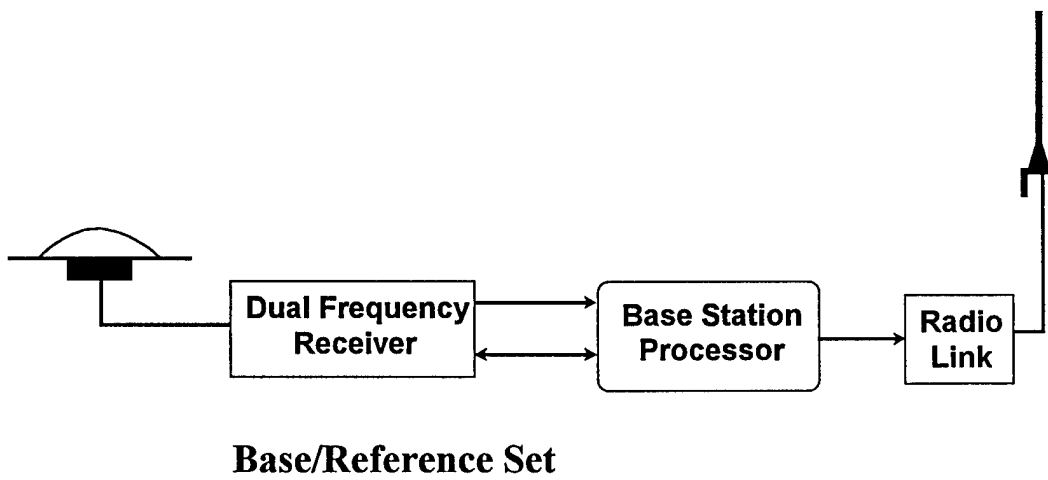 Dual Frequency
Receiver
Base Station
Processor
Radio
Link
Base/Reference Set